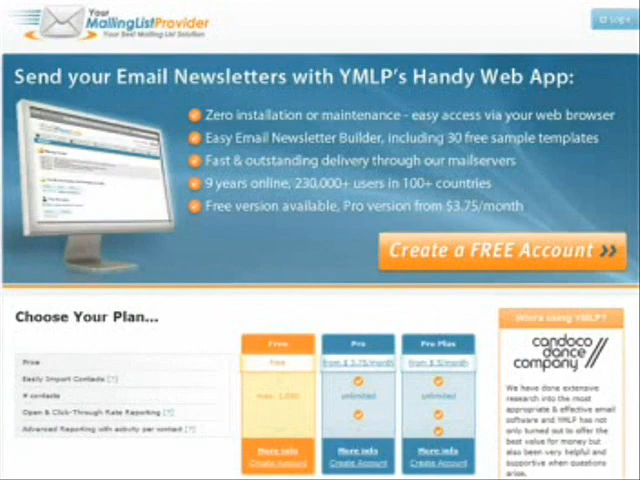 Your
MailingListProvider
Your Best Mailing List Solution
Log in
Send your Email Newsletters with YMLP's Handy Web App:
Zero installation or maintenance - easy access via your web browser
Easy Email Newsletter Builder, including 30 free sample templates
Fast & outstanding delivery through our mailservers
9 years online, 230,000+ users in 100+ countries
Free version available, Pro version from $3.75/month
Create a FREE Account »
Choose Your Plan...
Free Pro Pro Plus
Price free from $ 3.75/month from $ 5/month
Easily Import Contacts [?]
# contacts max. 1,000 unlimited unlimited
Open & Click-Through Rate Reporting [?]
Advanced Reporting with activity per contact [?]
More info More info More info
Create Account Create Account Create Account
Who's using YMLP?
candoco
dance
company
We have done extensive
research into the most
appropriate & effective email
software and YMLP has not
only turned out to offer the
best value for money but
also been very helpful and
supportive when questions
arise.